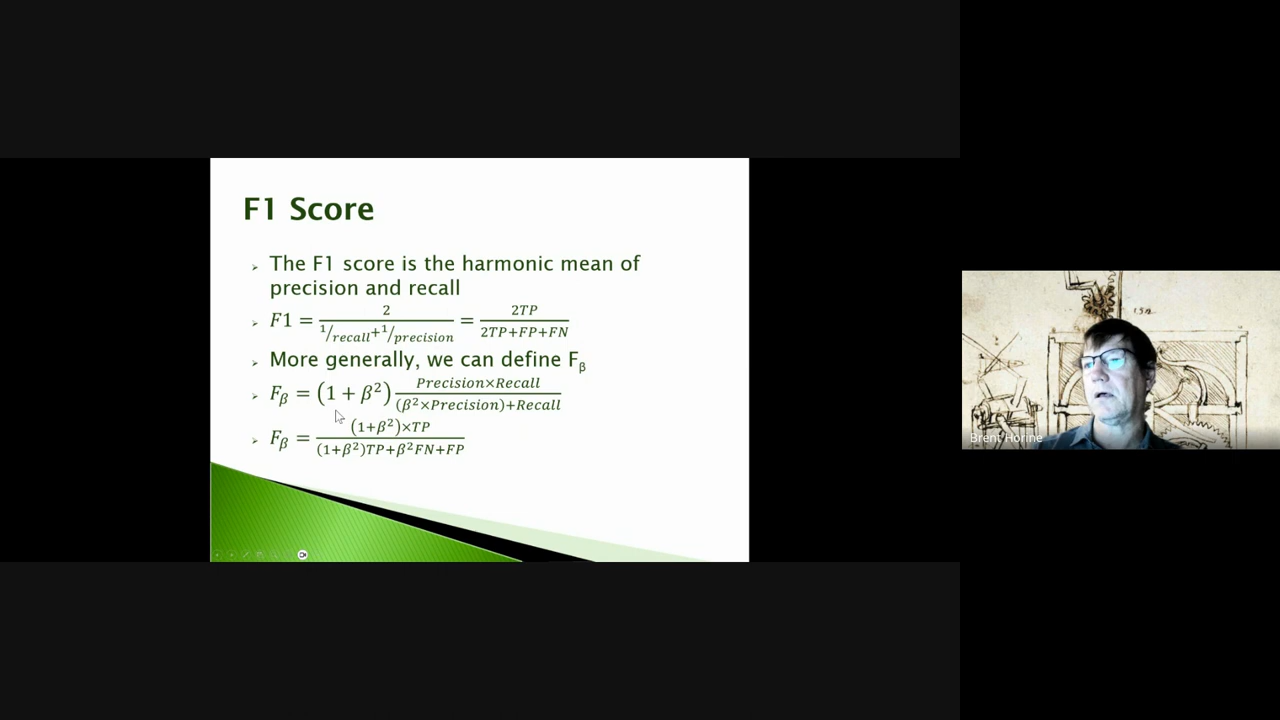 F1 Score
The F1 score is the harmonic mean of
precision and recall
F1 = 2 / (1/recall + 1/precision) = 2TP / (2TP+FP+FN)
More generally, we can define Fβ
Fβ = (1 + β²) Precision×Recall / ((β²×Precision)+Recall)
Fβ = (1+β²)×TP / ((1+β²)TP+β²FN+FP)
Brent Horine